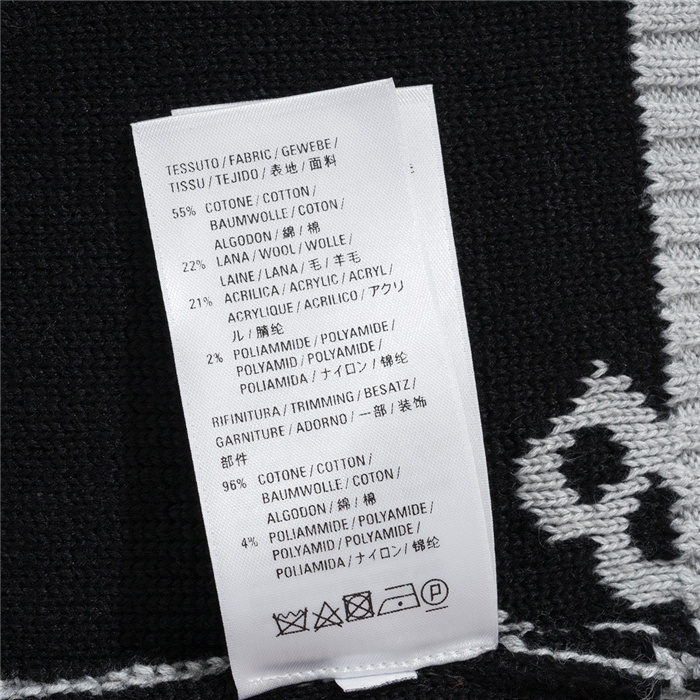 TESSUTO / FABRIC / GEWEBE /
TISSU / TEJIDO / 表地 / 面料
55% COTONE / COTTON /
BAUMWOLLE / COTON /
ALGODON / 綿 / 棉
22% LANA / WOOL / WOLLE /
LAINE / LANA / 毛 / 羊毛
21% ACRILICA / ACRYLIC / ACRYL /
ACRYLIQUE / ACRILICO / アクリ
ル / 腈纶
2% POLIAMMIDE / POLYAMIDE /
POLYAMID / POLYAMIDE /
POLIAMIDA / ナイロン / 锦纶
RIFINITURA / TRIMMING / BESATZ /
GARNITURE / ADORNO / 一部 / 装饰
部件
96% COTONE / COTTON /
BAUMWOLLE / COTON /
ALGODON / 綿 / 棉
4% POLIAMMIDE / POLYAMIDE /
POLYAMID / POLYAMIDE /
POLIAMIDA / ナイロン / 锦纶
P